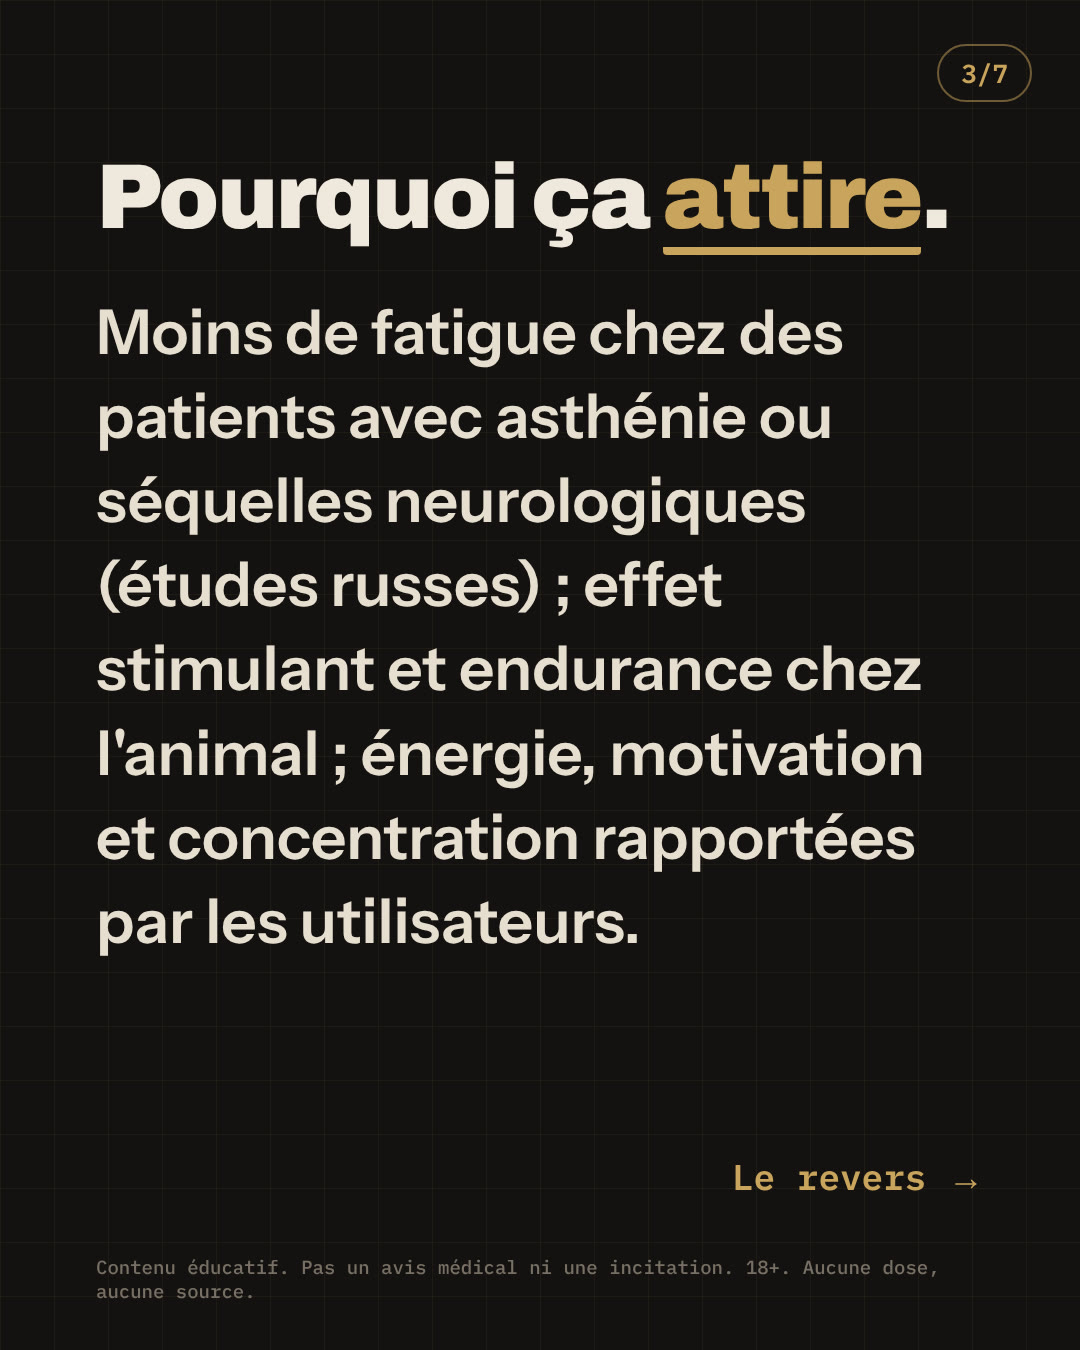 3/7
Pourquoi ça attire.
Moins de fatigue chez des
patients avec asthénie ou
séquelles neurologiques
(études russes) ; effet
stimulant et endurance chez
l'animal ; énergie, motivation
et concentration rapportées
par les utilisateurs.
Le revers →
Contenu éducatif. Pas un avis médical ni une incitation. 18+. Aucune dose,
aucune source.